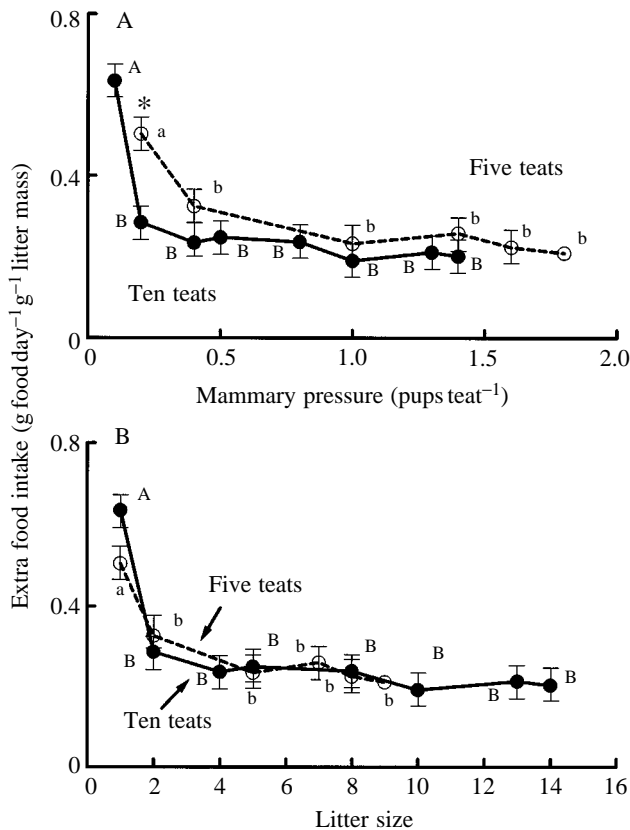 Extra food intake (g food day⁻¹ g⁻¹ litter mass)
A
0.8
0.4
0
A
*
a
b
Five teats
B
b
b
b
b
B
B
B
B
B
B
Ten teats
0 0.5 1.0 1.5 2.0
Mammary pressure (pups teat⁻¹)
B
0.8
0.4
0
A
a
Five teats
b
B
B
b
B
B
B
b
b
b
B
B
Ten teats
0 2 4 6 8 10 12 14 16
Litter size